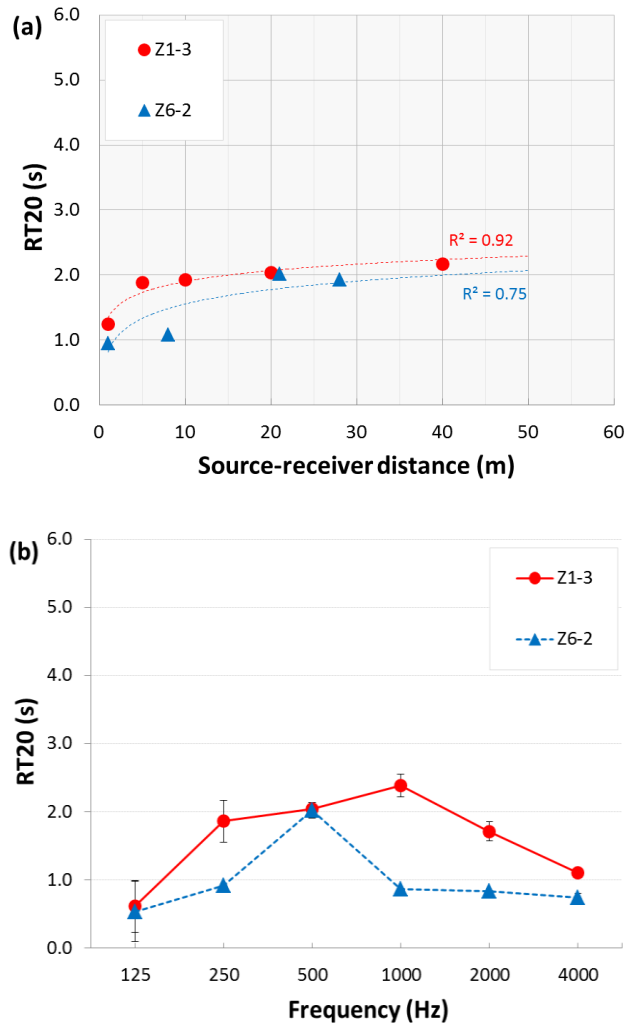 (a)
6.0
5.0
4.0
3.0
2.0
1.0
0.0
RT20 (s)
Z1-3
Z6-2
R² = 0.92
R² = 0.75
0 10 20 30 40 50 60
Source-receiver distance (m)
(b)
6.0
5.0
4.0
3.0
2.0
1.0
0.0
RT20 (s)
Z1-3
Z6-2
125 250 500 1000 2000 4000
Frequency (Hz)